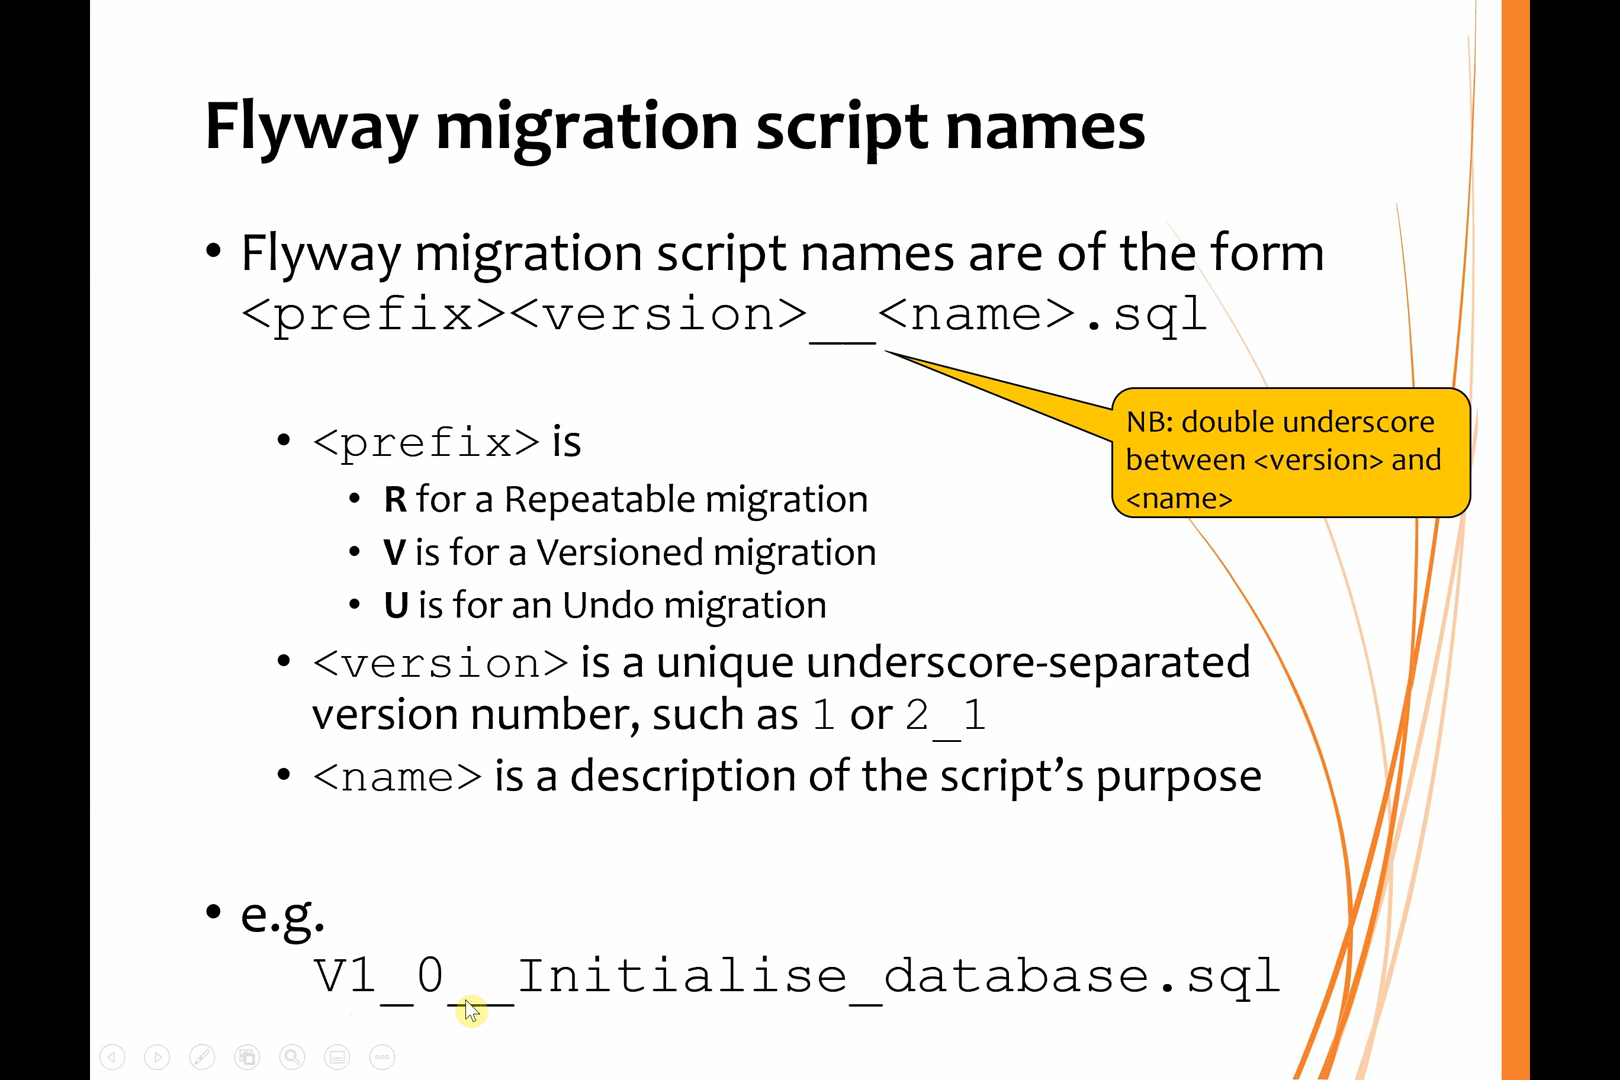 Flyway migration script names
• Flyway migration script names are of the form
<prefix><version>__<name>.sql
NB: double underscore
between <version> and
<name>
• <prefix> is
• R for a Repeatable migration
• V is for a Versioned migration
• U is for an Undo migration
• <version> is a unique underscore-separated
version number, such as 1 or 2_1
• <name> is a description of the script’s purpose
• e.g.
V1_0__Initialise_database.sql